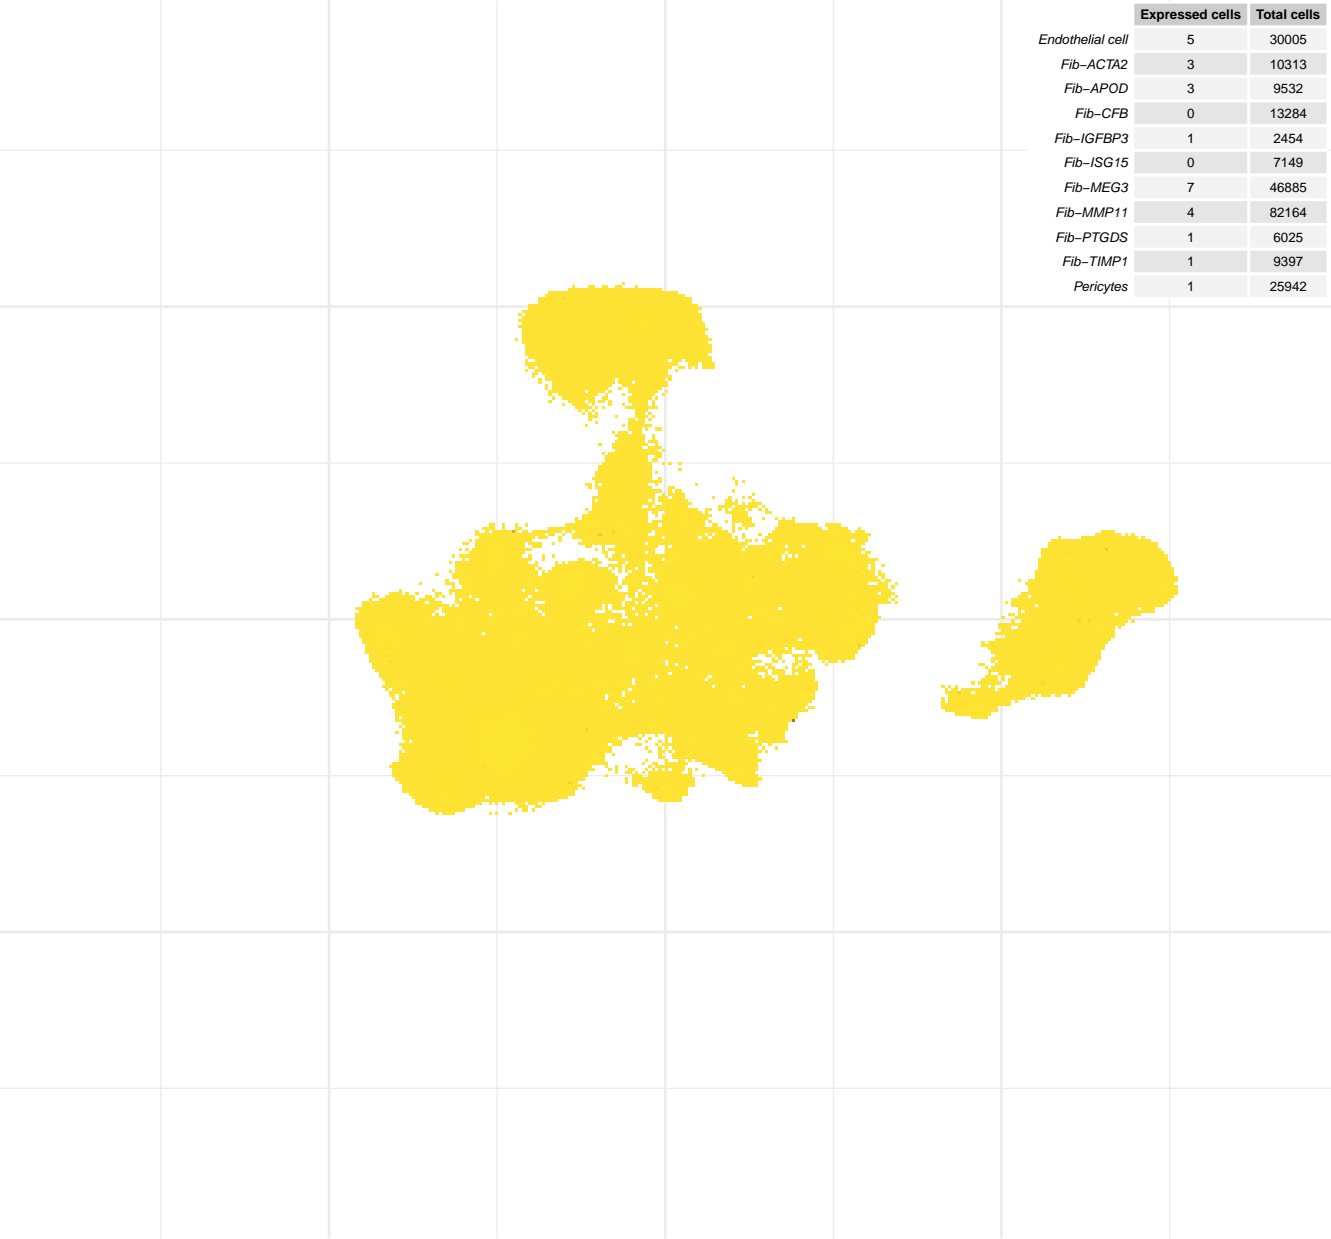 Expressed cells Total cells
Endothelial cell 5 30005
Fib−ACTA2 3 10313
Fib−APOD 3 9532
Fib−CFB 0 13284
Fib−IGFBP3 1 2454
Fib−ISG15 0 7149
Fib−MEG3 7 46885
Fib−MMP11 4 82164
Fib−PTGDS 1 6025
Fib−TIMP1 1 9397
Pericytes 1 25942